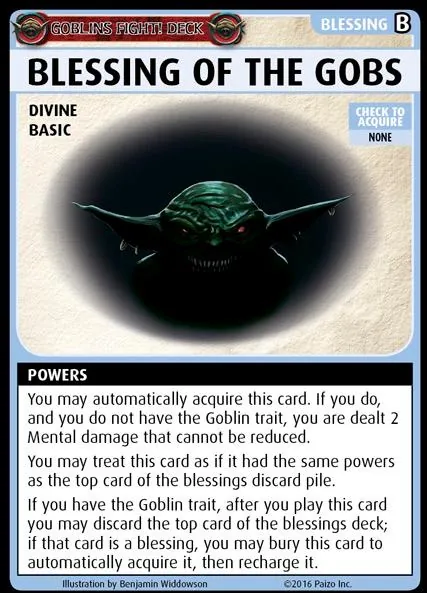 GOBLINS FIGHT! DECK
BLESSING B
BLESSING OF THE GOBS
DIVINE
BASIC
CHECK TO
ACQUIRE
NONE
POWERS
You may automatically acquire this card. If you do,
and you do not have the Goblin trait, you are dealt 2
Mental damage that cannot be reduced.
You may treat this card as if it had the same powers
as the top card of the blessings discard pile.
If you have the Goblin trait, after you play this card
you may discard the top card of the blessings deck;
if that card is a blessing, you may bury this card to
automatically acquire it, then recharge it.
Illustration by Benjamin Widdowson ©2016 Paizo Inc.